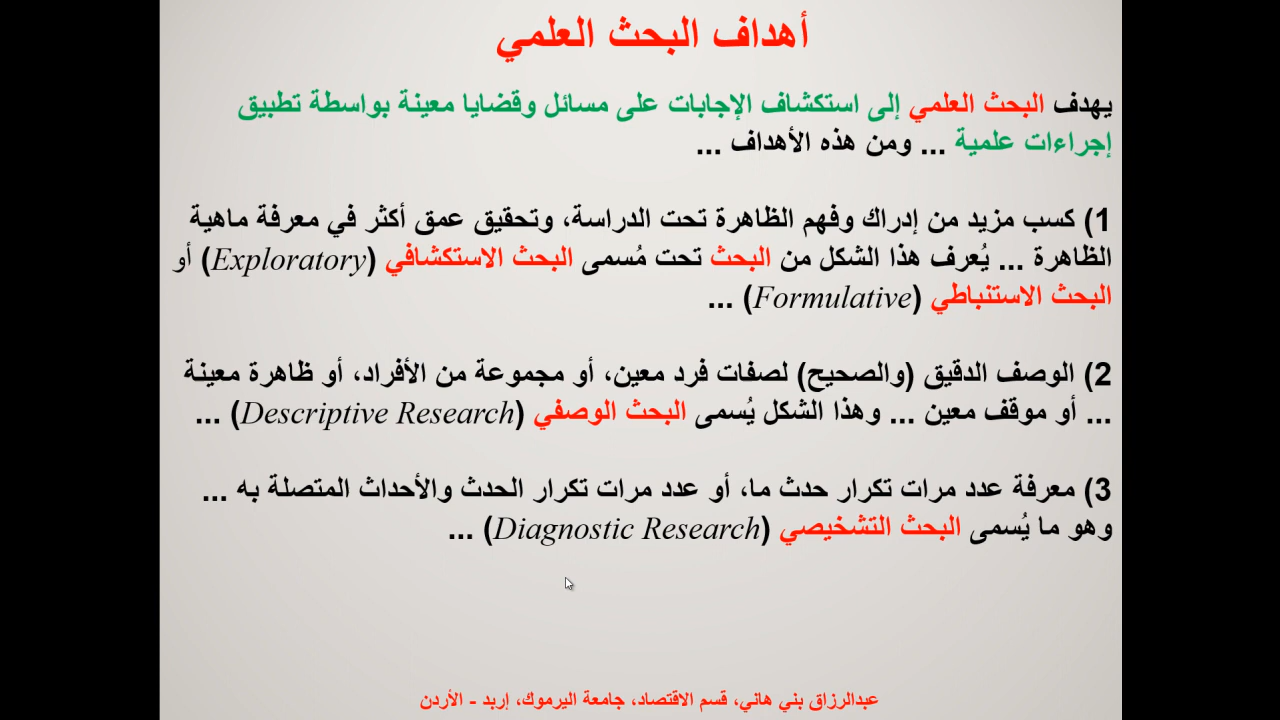 أهداف البحث العلمي
يهدف البحث العلمي إلى استكشاف الإجابات على مسائل وقضايا معينة بواسطة تطبيق
إجراءات علمية ... ومن هذه الأهداف ...
1) كسب مزيد من إدراك وفهم الظاهرة تحت الدراسة، وتحقيق عمق أكثر في معرفة ماهية
الظاهرة ... يُعرف هذا الشكل من البحث تحت مُسمى البحث الاستكشافي (Exploratory) أو
البحث الاستنباطي (Formulative) ...
2) الوصف الدقيق (والصحيح) لصفات فرد معين، أو مجموعة من الأفراد، أو ظاهرة معينة
... أو موقف معين ... وهذا الشكل يُسمى البحث الوصفي (Descriptive Research) ...
3) معرفة عدد مرات تكرار حدث ما، أو عدد مرات تكرار الحدث والأحداث المتصلة به ...
وهو ما يُسمى البحث التشخيصي (Diagnostic Research) ...
عبدالرزاق بني هاني، قسم الاقتصاد، جامعة اليرموك، إربد - الأردن